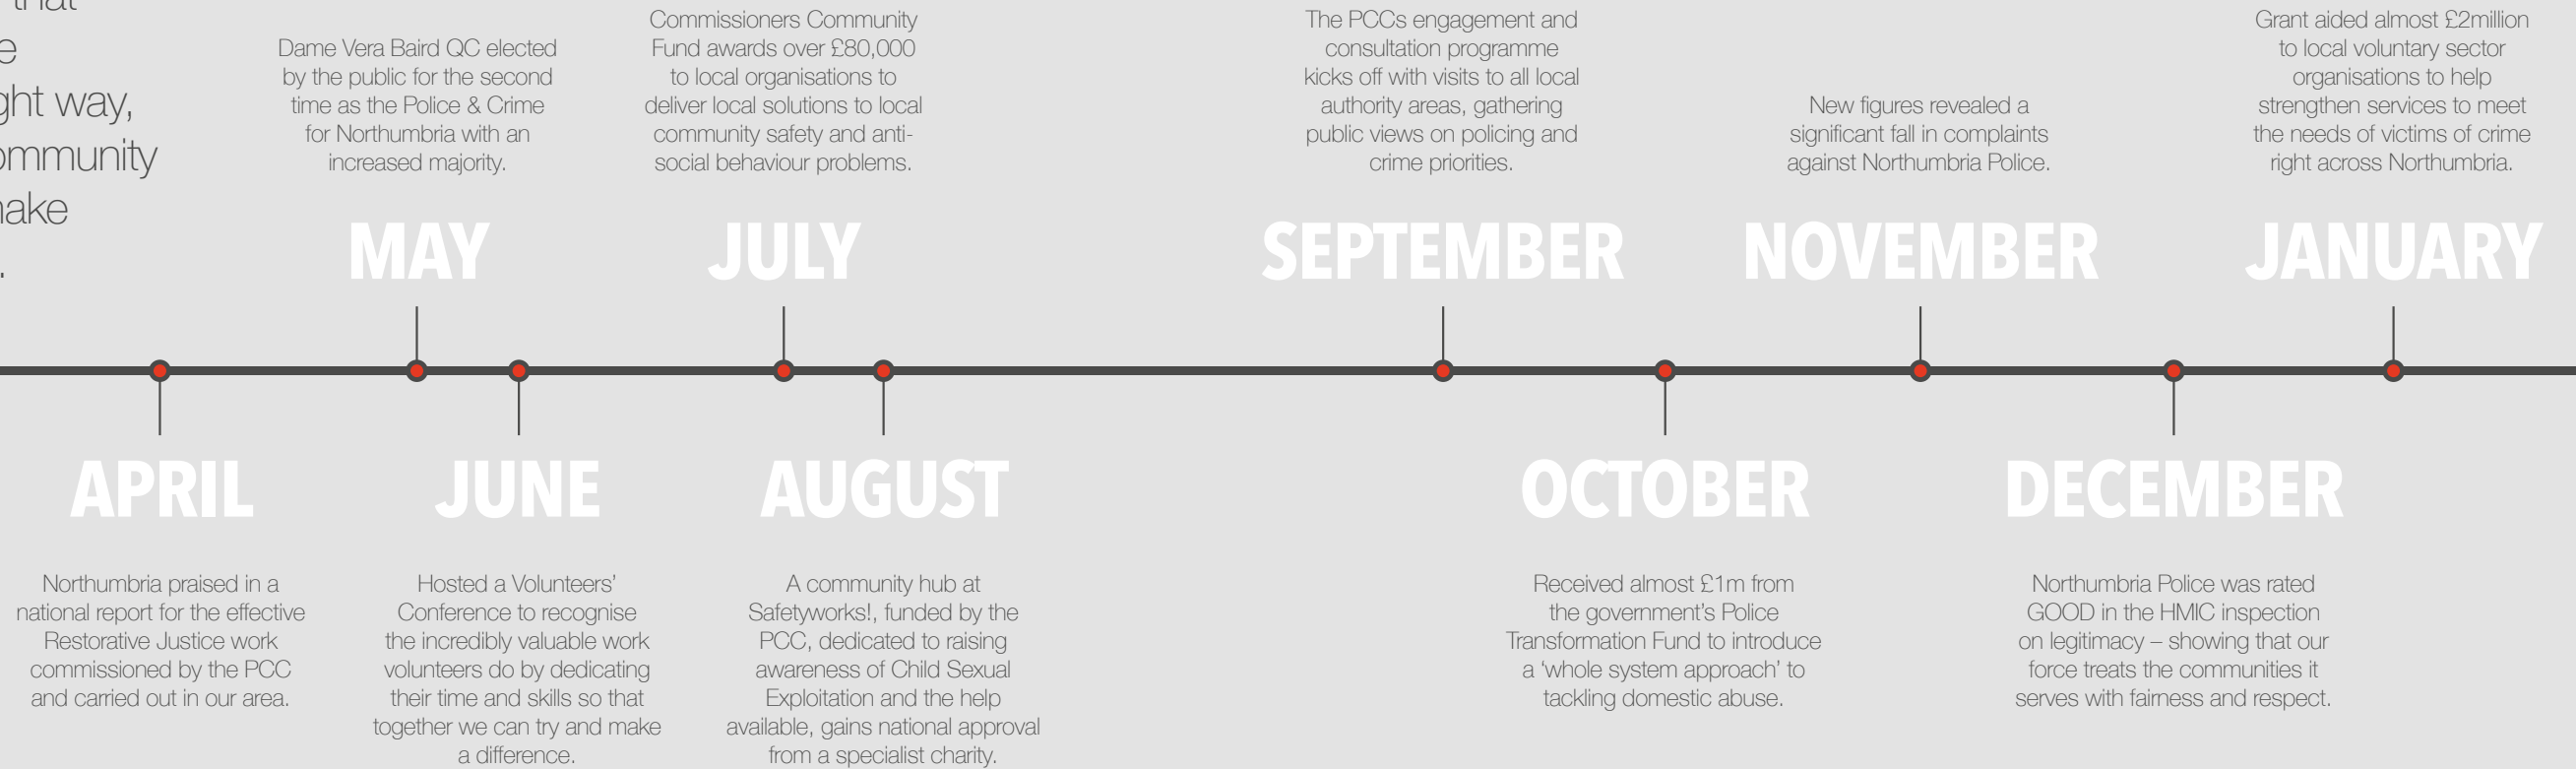 that
e
ght way,
ommunity
nake
.
Dame Vera Baird QC elected
by the public for the second
time as the Police & Crime
for Northumbria with an
increased majority.
MAY
Commissioners Community
Fund awards over £80,000
to local organisations to
deliver local solutions to local
community safety and anti-
social behaviour problems.
JULY
The PCCs engagement and
consultation programme
kicks off with visits to all local
authority areas, gathering
public views on policing and
crime priorities.
SEPTEMBER
New figures revealed a
significant fall in complaints
against Northumbria Police.
NOVEMBER
Grant aided almost £2million
to local voluntary sector
organisations to help
strengthen services to meet
the needs of victims of crime
right across Northumbria.
JANUARY
APRIL
Northumbria praised in a
national report for the effective
Restorative Justice work
commissioned by the PCC
and carried out in our area.
JUNE
Hosted a Volunteers’
Conference to recognise
the incredibly valuable work
volunteers do by dedicating
their time and skills so that
together we can try and make
a difference.
AUGUST
A community hub at
Safetyworks!, funded by the
PCC, dedicated to raising
awareness of Child Sexual
Exploitation and the help
available, gains national approval
from a specialist charity.
OCTOBER
Received almost £1m from
the government’s Police
Transformation Fund to introduce
a ‘whole system approach’ to
tackling domestic abuse.
DECEMBER
Northumbria Police was rated
GOOD in the HMIC inspection
on legitimacy – showing that our
force treats the communities it
serves with fairness and respect.